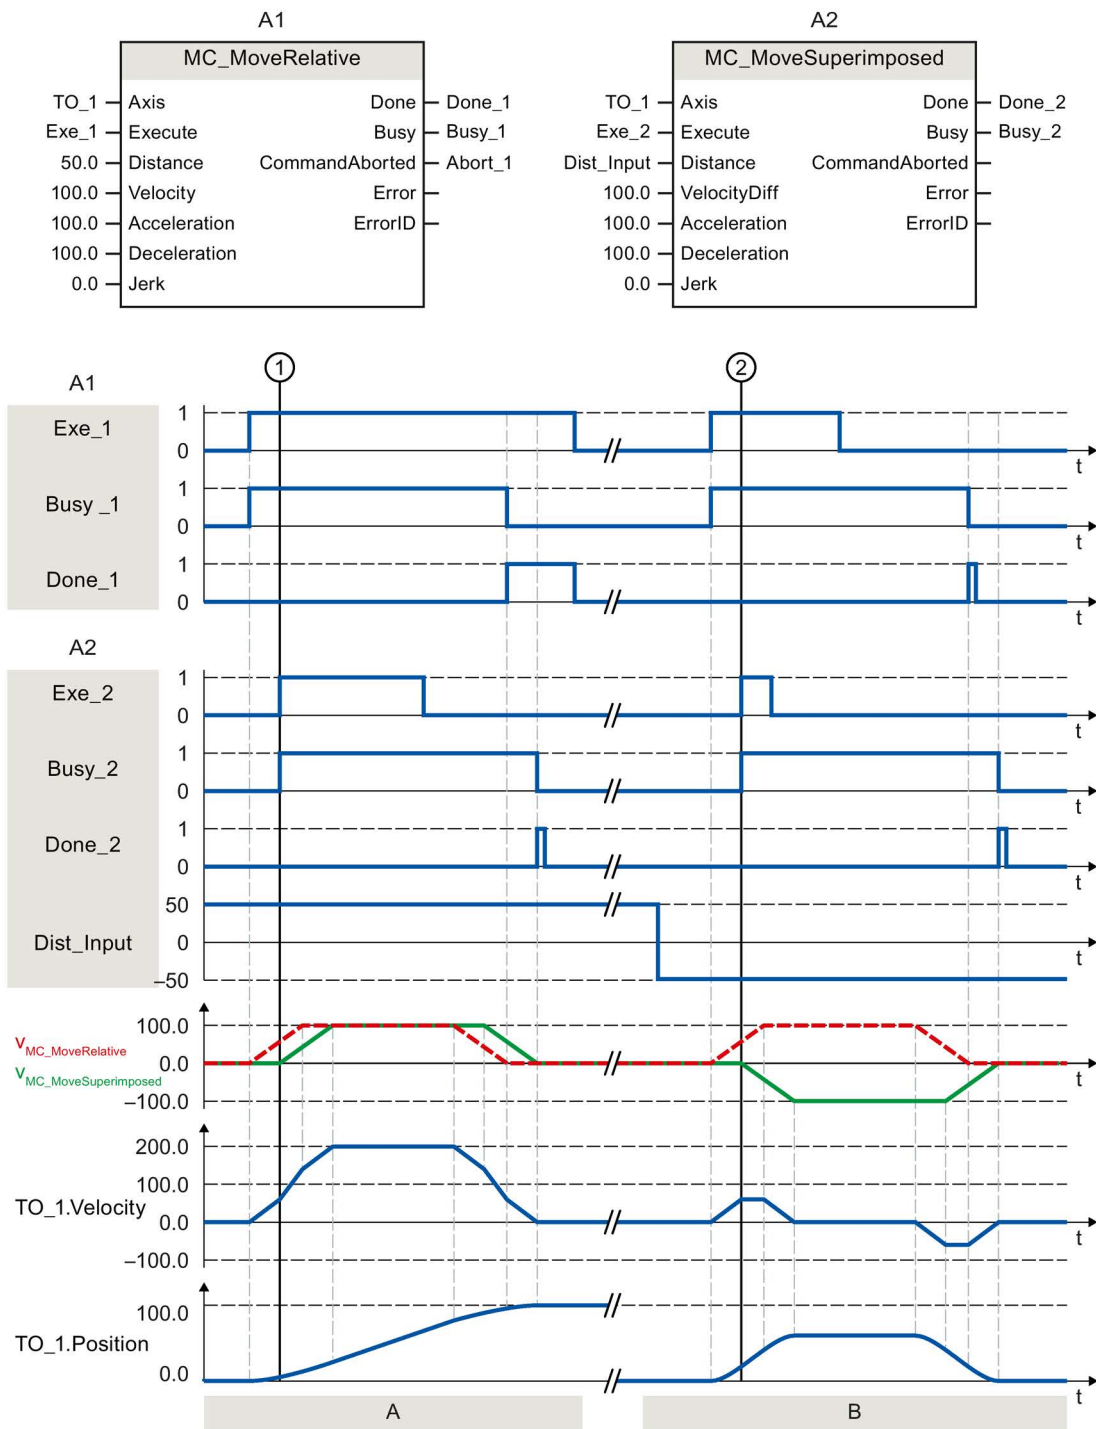 A1 A2
MC_MoveRelative MC_MoveSuperimposed
TO_1 Axis Done Done_1 TO_1 Axis Done Done_2
Exe_1 Execute Busy Busy_1 Exe_2 Execute Busy Busy_2
50.0 Distance CommandAborted Abort_1 Dist_Input Distance CommandAborted
100.0 Velocity Error 100.0 VelocityDiff Error
100.0 Acceleration ErrorID 100.0 Acceleration ErrorID
100.0 Deceleration 100.0 Deceleration
0.0 Jerk 0.0 Jerk
1 2
A1
Exe_1 1
0
t
Busy _1 1
0
t
Done_1 1
0
t
A2
Exe_2 1
0
t
Busy_2 1
0
t
Done_2 1
0
t
50
Dist_Input 0
t
–50
100.0
VMC_MoveRelative
0.0
VMC_MoveSuperimposed t
–100.0
200.0
100.0
TO_1.Velocity
0.0
t
–100.0
100.0
TO_1.Position
0.0
t
A B